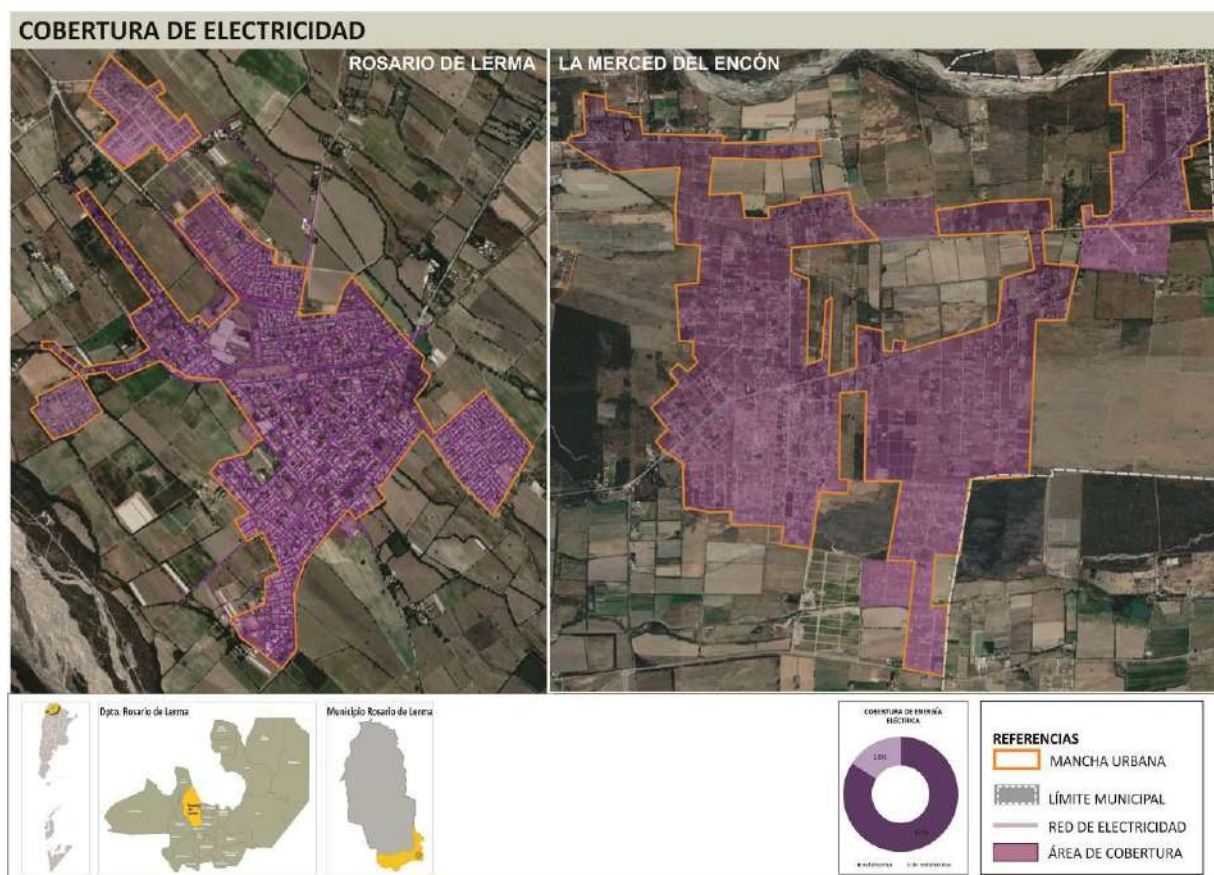 COBERTURA DE ELECTRICIDAD
ROSARIO DE LERMA
LA MERCED DEL ENCÓN
Dpto. Rosario de Lerma
Municipio Rosario de Lerma
COBERTURA DE ENERGÍA
ELÉCTRICA
REFERENCIAS
MANCHA URBANA
LÍMITE MUNICIPAL
RED DE ELECTRICIDAD
ÁREA DE COBERTURA